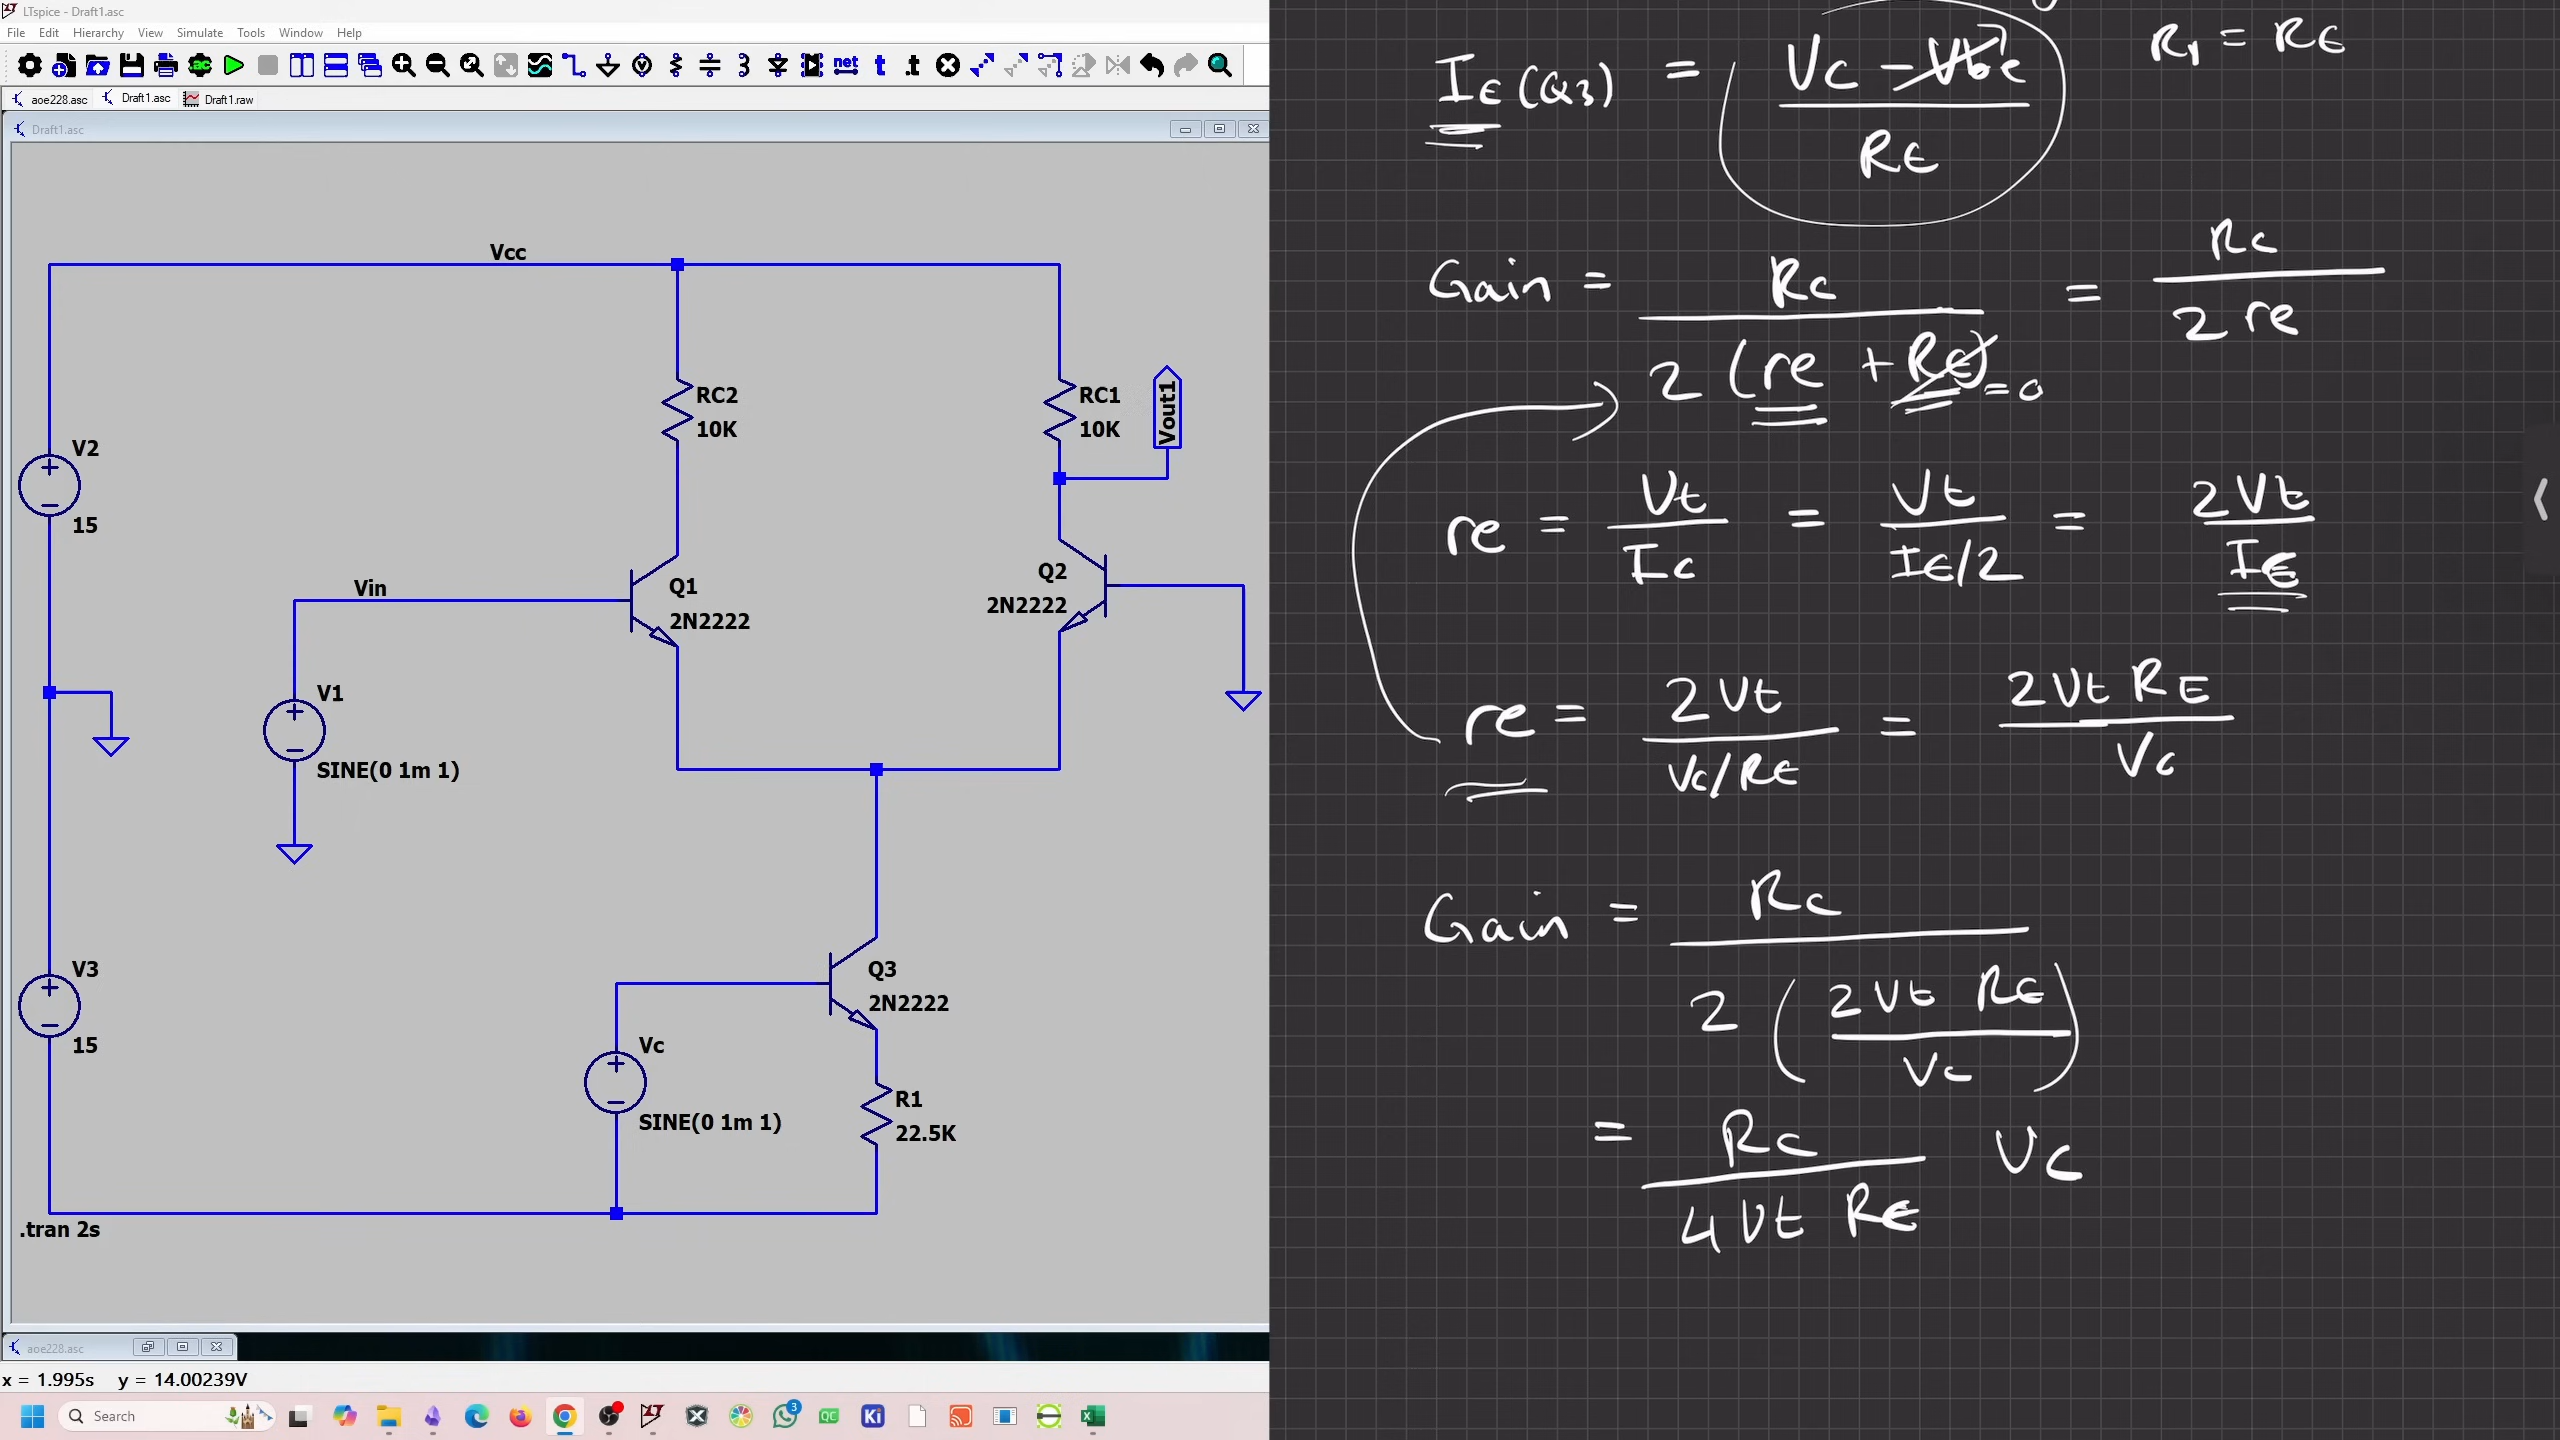 LTspice - Draft1.asc
File Edit Hierarchy View Simulate Tools Window Help
.ac net t .t
aoe228.asc Draft1.asc Draft1.raw
Draft1.asc
Vcc
RC2
10K
RC1
10K
Vout1
V2
15
Vin
Q1
2N2222
Q2
2N2222
V1
SINE(0 1m 1)
V3
15
Q3
2N2222
Vc
SINE(0 1m 1)
R1
22.5K
.tran 2s
aoe228.asc
x = 1.995s y = 14.00239V
Search
3
QC
Ki
R1 = RE
IE (Q3) = Vc - Vbe / RE
Gain = Rc / 2 (re + RE) = 0 = Rc / 2 re
re = Vt / Ic = Vt / IE/2 = 2Vt / IE
re = 2Vt / Vc/RE = 2Vt RE / Vc
Gain = Rc / 2 (2Vt RE / Vc)
= Rc / 4Vt RE Vc